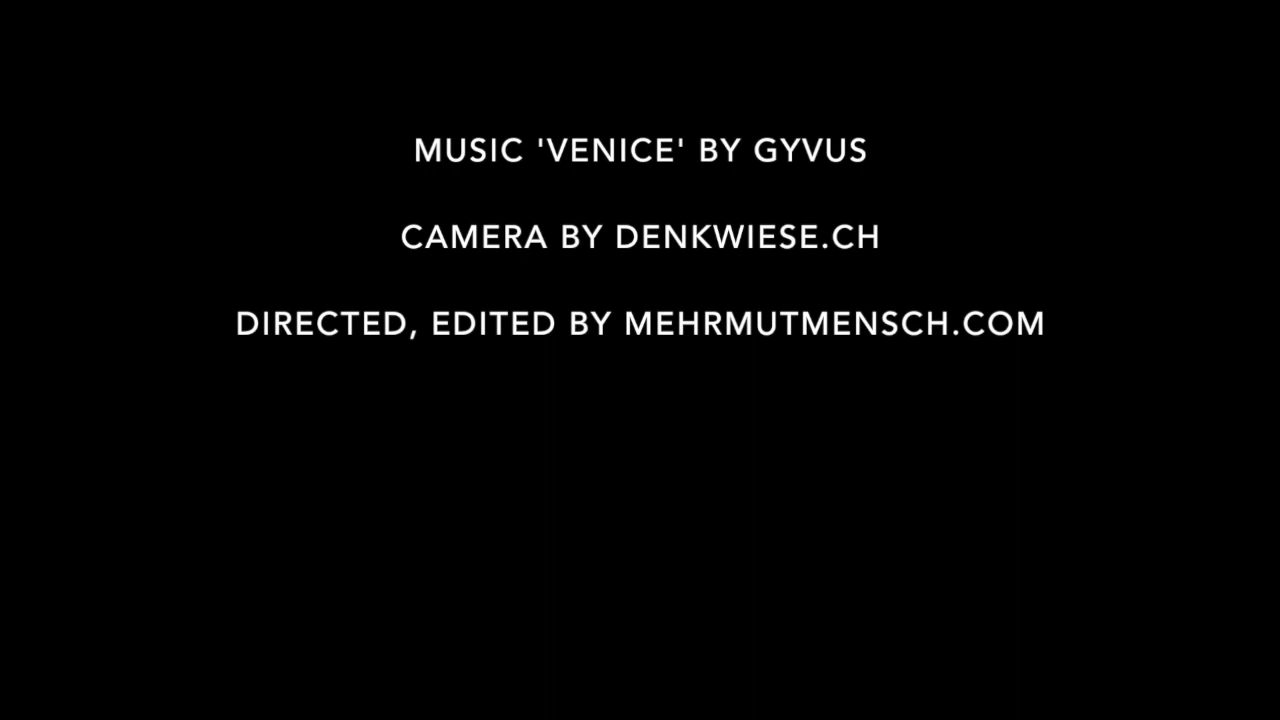 MUSIC 'VENICE' BY GYVUS
CAMERA BY DENKWIESE.CH
DIRECTED, EDITED BY MEHRMUTMENSCH.COM